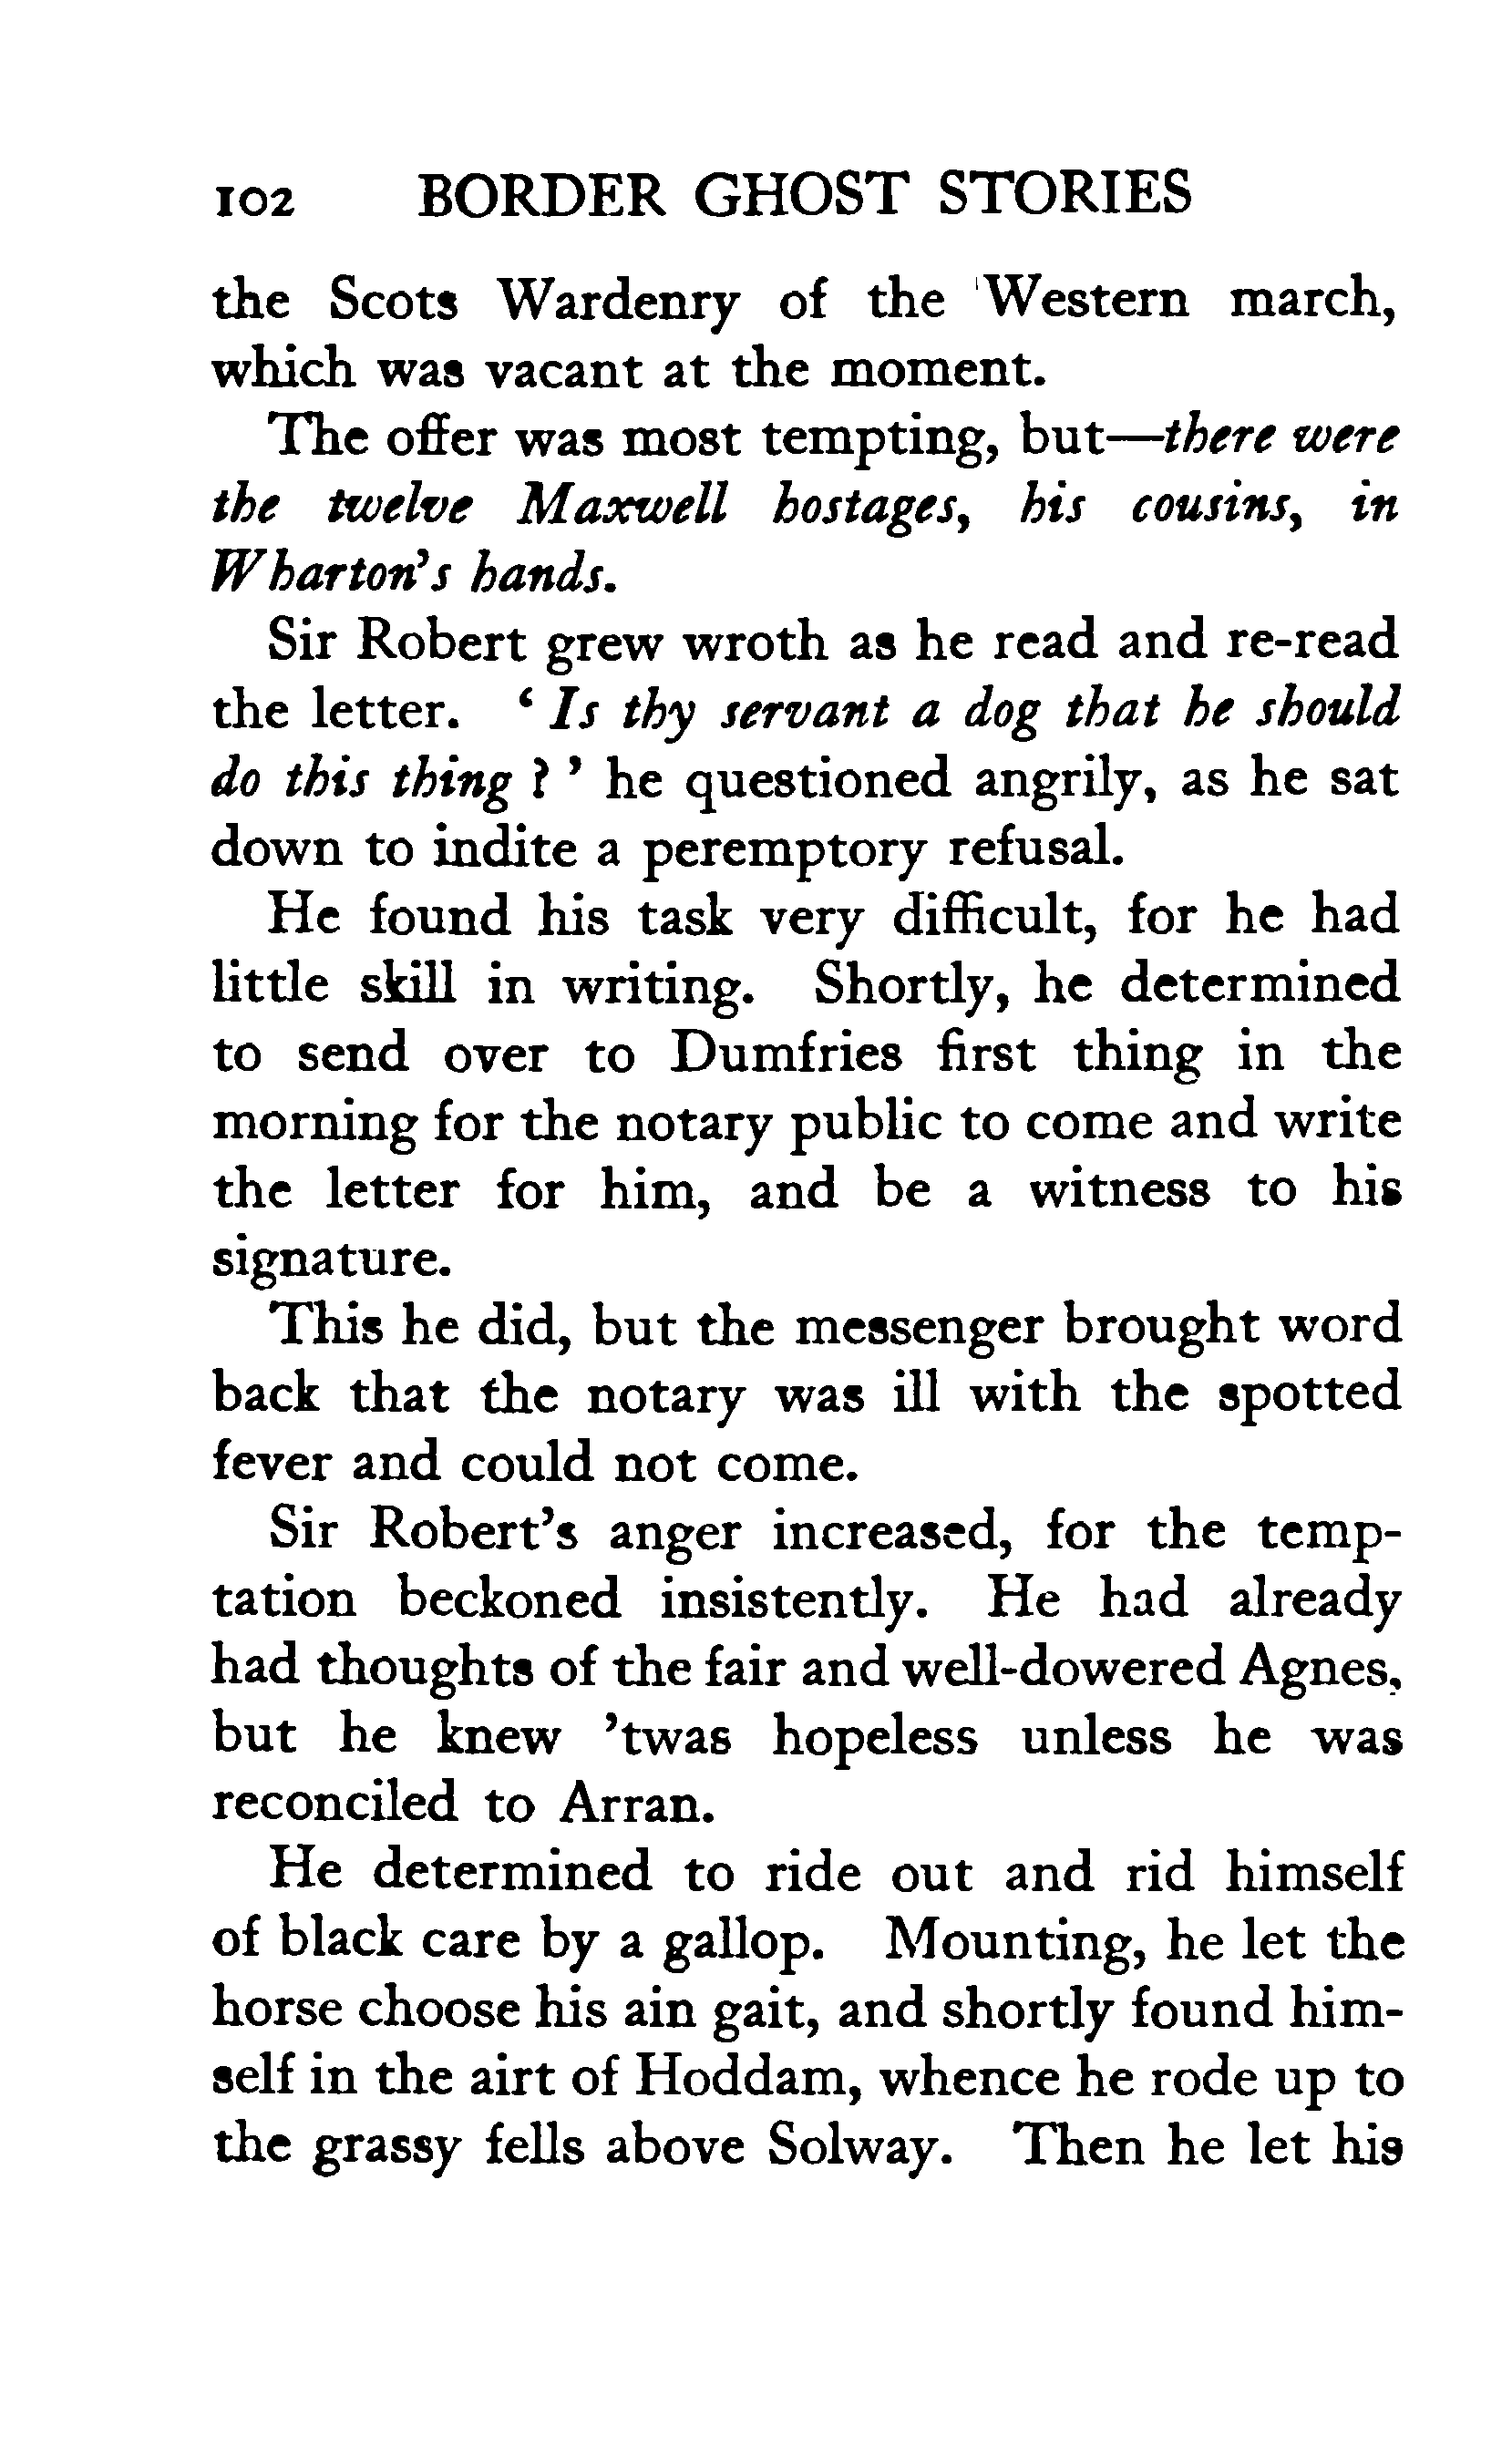 102 BORDER GHOST STORIES
the Scots Wardenry of the Western march,
which was vacant at the moment.
The offer was most tempting, but—there were
the twelve Maxwell hostages, his cousins, in
Wharton's hands.
Sir Robert grew wroth as he read and re-read
the letter. ‘ Is thy servant a dog that he should
do this thing ? ’ he questioned angrily, as he sat
down to indite a peremptory refusal.
He found his task very difficult, for he had
little skill in writing. Shortly, he determined
to send over to Dumfries first thing in the
morning for the notary public to come and write
the letter for him, and be a witness to his
signature.
This he did, but the messenger brought word
back that the notary was ill with the spotted
fever and could not come.
Sir Robert's anger increased, for the temp-
tation beckoned insistently. He had already
had thoughts of the fair and well-dowered Agnes,
but he knew ’twas hopeless unless he was
reconciled to Arran.
He determined to ride out and rid himself
of black care by a gallop. Mounting, he let the
horse choose his ain gait, and shortly found him-
self in the airt of Hoddam, whence he rode up to
the grassy fells above Solway. Then he let his